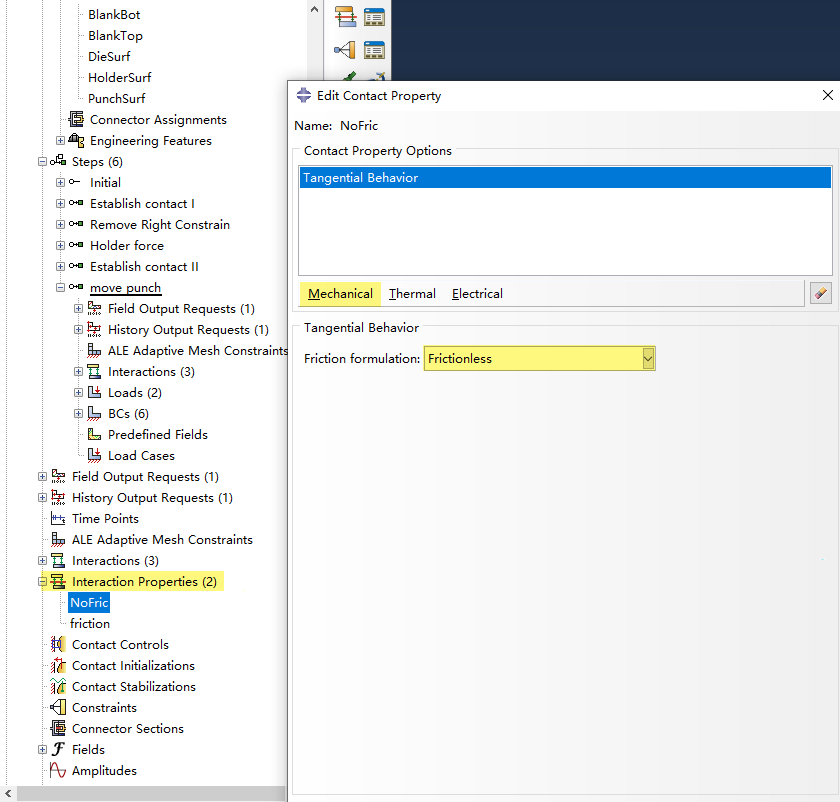 BlankBot
BlankTop
DieSurf
HolderSurf
PunchSurf
Connector Assignments
Engineering Features
Steps (6)
Initial
Establish contact I
Remove Right Constrain
Holder force
Establish contact II
move punch
Field Output Requests (1)
History Output Requests (1)
ALE Adaptive Mesh Constraints
Interactions (3)
Loads (2)
BCs (6)
Predefined Fields
Load Cases
Field Output Requests (1)
History Output Requests (1)
Time Points
ALE Adaptive Mesh Constraints
Interactions (3)
Interaction Properties (2)
NoFric
friction
Contact Controls
Contact Initializations
Contact Stabilizations
Constraints
Connector Sections
Fields
Amplitudes
Edit Contact Property
Name: NoFric
Contact Property Options
Tangential Behavior
Mechanical Thermal Electrical
Tangential Behavior
Friction formulation: Frictionless